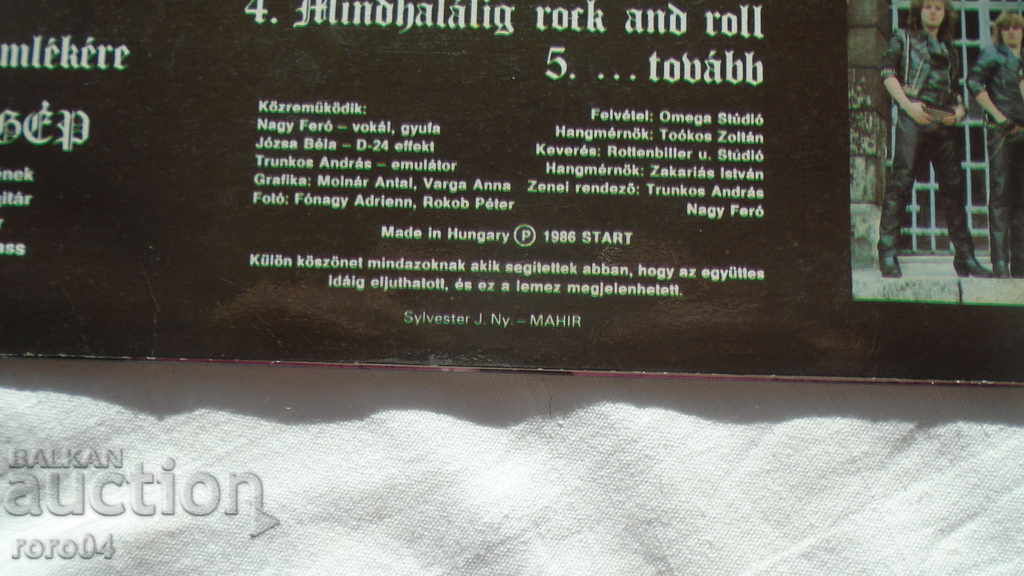 4. Mindhalálig rock and roll
5. ... tovább
mlékére
GÉP
ének
gitár
ass
Közreműködik:
Nagy Feró – vokál, gyufa
Józsa Béla – D-24 effekt
Trunkos András – emulátor
Grafika: Molnár Antal, Varga Anna
Fotó: Fónagy Adrienn, Rokob Péter
Felvétel: Omega Stúdió
Hangmérnök: Toókos Zoltán
Keverés: Rottenbiller u. Stúdió
Hangmérnök: Zakariás István
Zenei rendező: Trunkos András
Nagy Feró
Made in Hungary Ⓟ 1986 START
Külön köszönet mindazoknak akik segítettek abban, hogy az együttes
idáig eljuthatott, és ez a lemez megjelenhetett.
Sylvester J. Ny. – MAHIR
BALKAN
auction
roro04